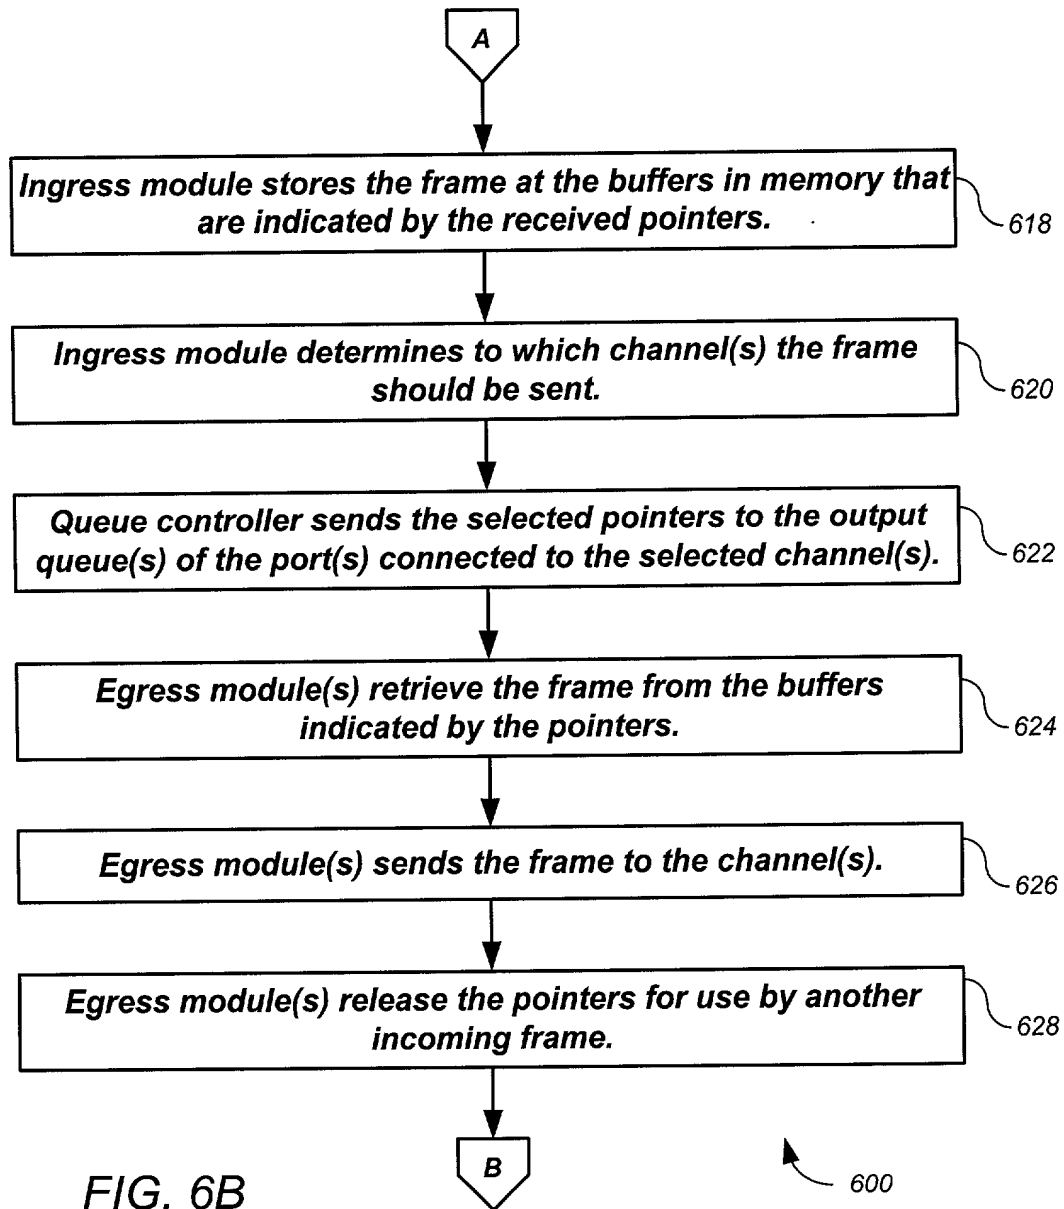 A
Ingress module stores the frame at the buffers in memory that
are indicated by the received pointers.
618
Ingress module determines to which channel(s) the frame
should be sent.
620
Queue controller sends the selected pointers to the output
queue(s) of the port(s) connected to the selected channel(s).
622
Egress module(s) retrieve the frame from the buffers
indicated by the pointers.
624
Egress module(s) sends the frame to the channel(s).
626
Egress module(s) release the pointers for use by another
incoming frame.
628
B
600
FIG. 6B